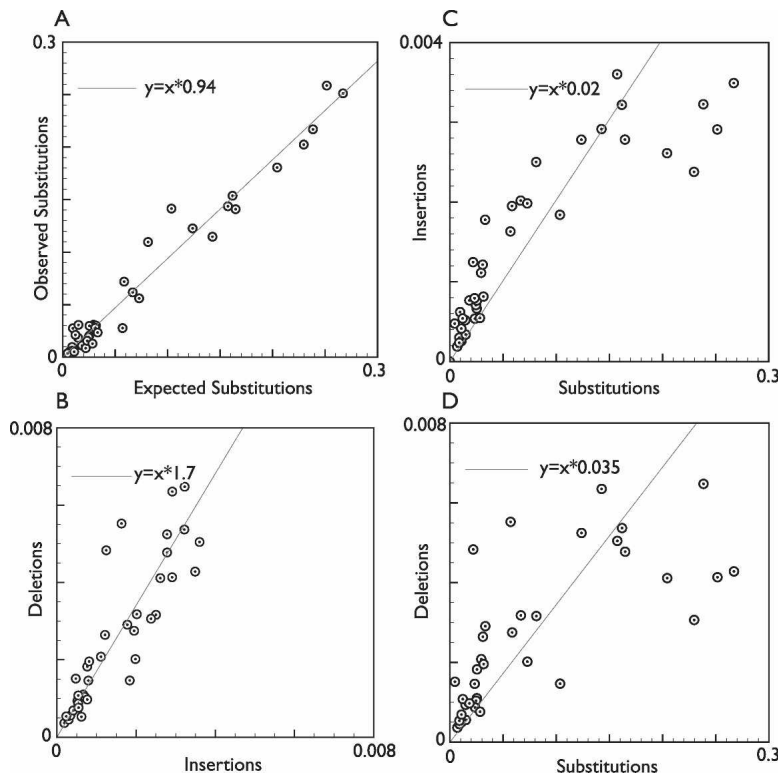 A
0.3
y=x*0.94
Observed Substitutions
0
0
Expected Substitutions
0.3
C
0.004
y=x*0.02
Insertions
0
0
Substitutions
0.3
B
0.008
y=x*1.7
Deletions
0
0
Insertions
0.008
D
0.008
y=x*0.035
Deletions
0
0
Substitutions
0.3